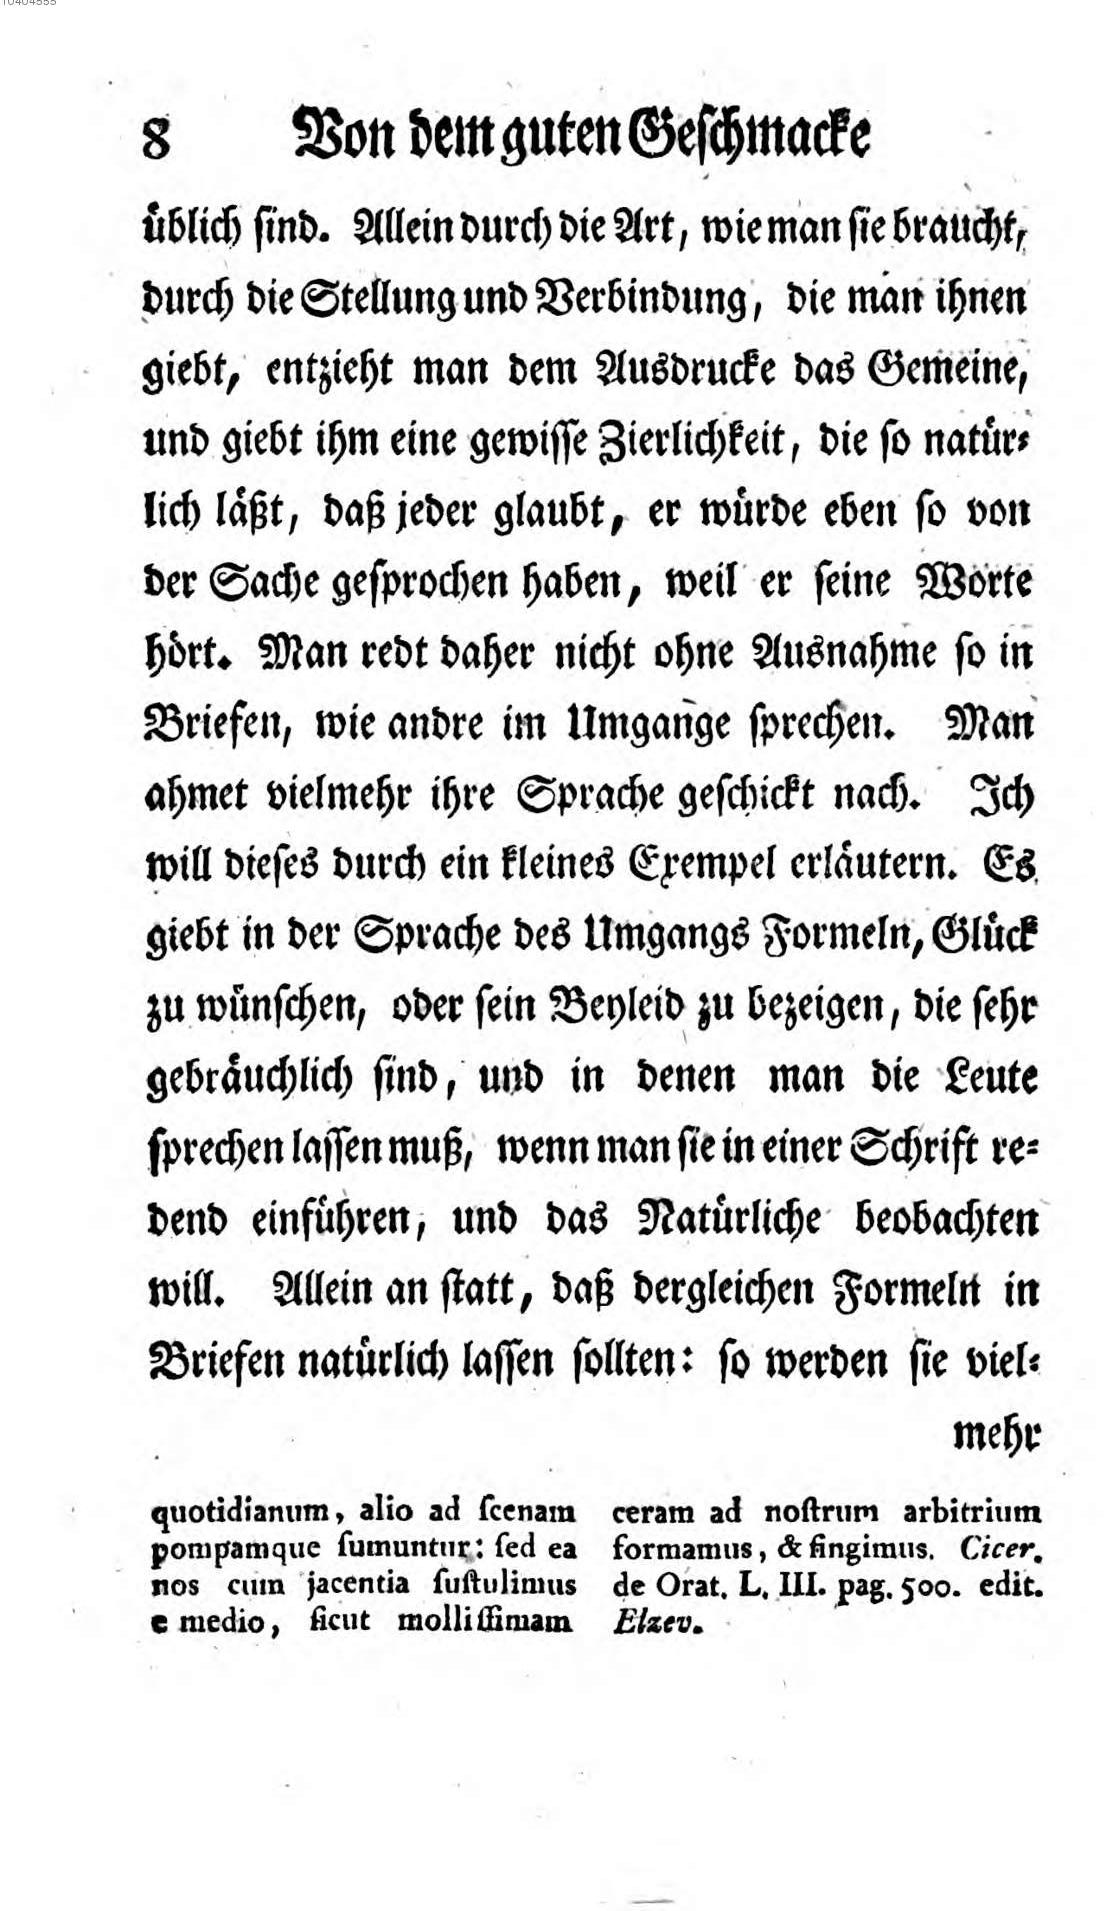 10404555
8 Von dem guten Geschmacke
üblich sind. Allein durch die Art, wie man sie braucht,
durch die Stellung und Verbindung, die man ihnen
giebt, entzieht man dem Ausdrucke das Gemeine,
und giebt ihm eine gewisse Zierlichkeit, die so natür-
lich läßt, daß jeder glaubt, er würde eben so von
der Sache gesprochen haben, weil er seine Worte
hört. Man redt daher nicht ohne Ausnahme so in
Briefen, wie andre im Umgange sprechen. Man
ahmet vielmehr ihre Sprache geschickt nach. Ich
will dieses durch ein kleines Exempel erläutern. Es
giebt in der Sprache des Umgangs Formeln, Glück
zu wünschen, oder sein Beyleid zu bezeigen, die sehr
gebräuchlich sind, und in denen man die Leute
sprechen lassen muß, wenn man sie in einer Schrift re-
dend einführen, und das Natürliche beobachten
will. Allein an statt, daß dergleichen Formeln in
Briefen natürlich lassen sollten: so werden sie viel-
mehr
quotidianum, alio ad ſcenam
pompamque ſumuntur: ſed ea
nos cum jacentia ſuſtulimus
e medio, ſicut molliſſimam
ceram ad noſtrum arbitrium
formamus, & fingimus. Cicer.
de Orat. L. III. pag. 500. edit.
Elzev.